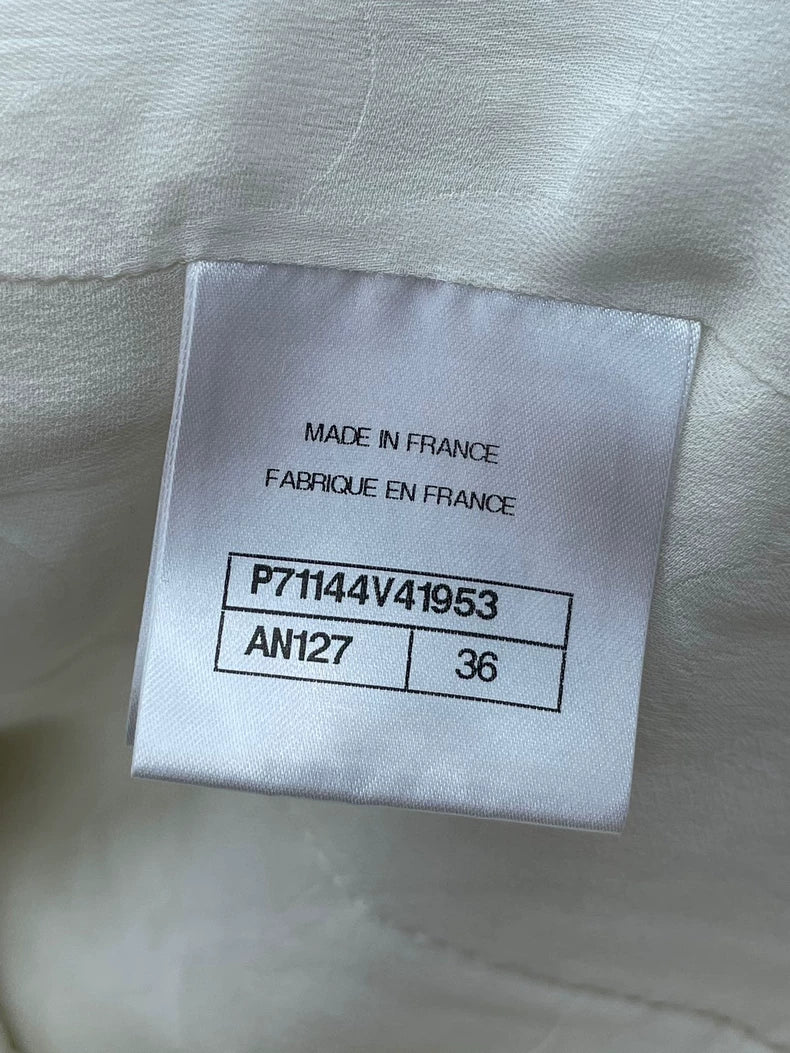 MADE IN FRANCE
FABRIQUE EN FRANCE
P71144V41953
AN127 36